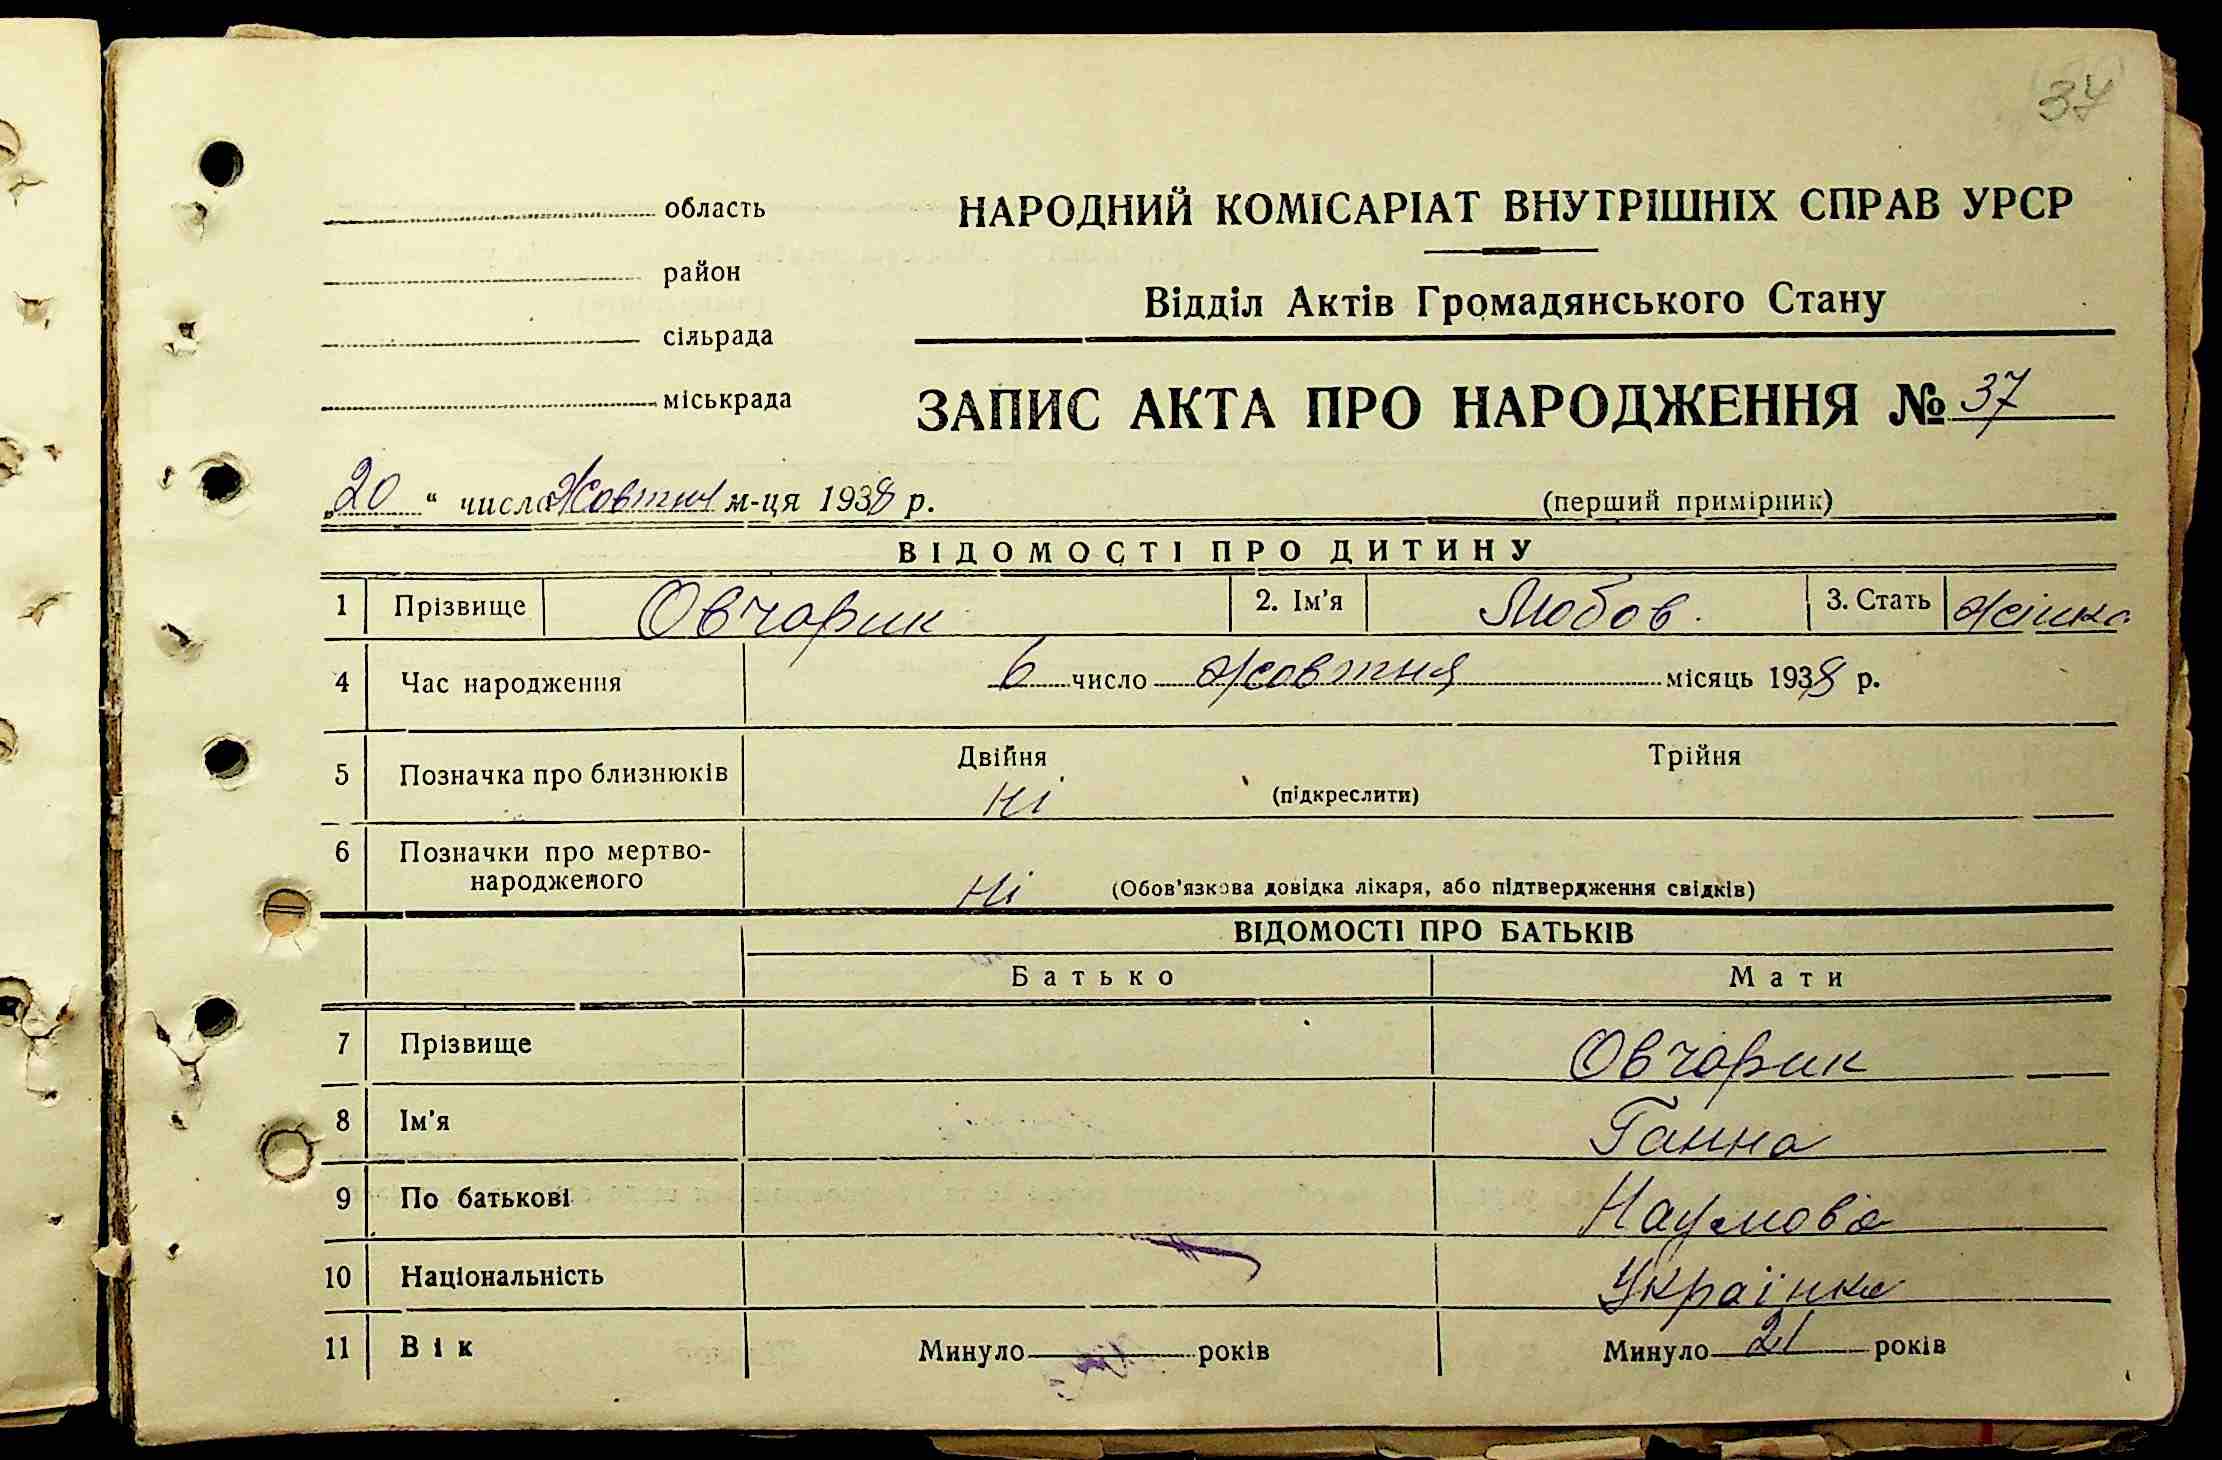 37
область
район
сільрада
міськрада
НАРОДНИЙ КОМІСАРІАТ ВНУТРІШНІХ СПРАВ УРСР
Відділ Актів Громадянського Стану
ЗАПИС АКТА ПРО НАРОДЖЕННЯ № 37
„20“ числа Жовтня м-ця 1938 р.
(перший примірник)
ВІДОМОСТІ ПРО ДИТИНУ
1 Прізвище Овчарик 2. Ім'я Любов. 3. Стать жінка
4 Час народження 6 число жовтня місяць 1938 р.
5 Позначка про близнюків Двійня Трійня
ні (підкреслити)
6 Позначки про мертво-
народженого ні (Обов'язкова довідка лікаря, або підтвердження свідків)
ВІДОМОСТІ ПРО БАТЬКІВ
Батько Мати
7 Прізвище Овчарик
8 Ім'я Ганна
9 По батькові Наумова
10 Національність Українка
11 Вік Минуло років Минуло 21 років